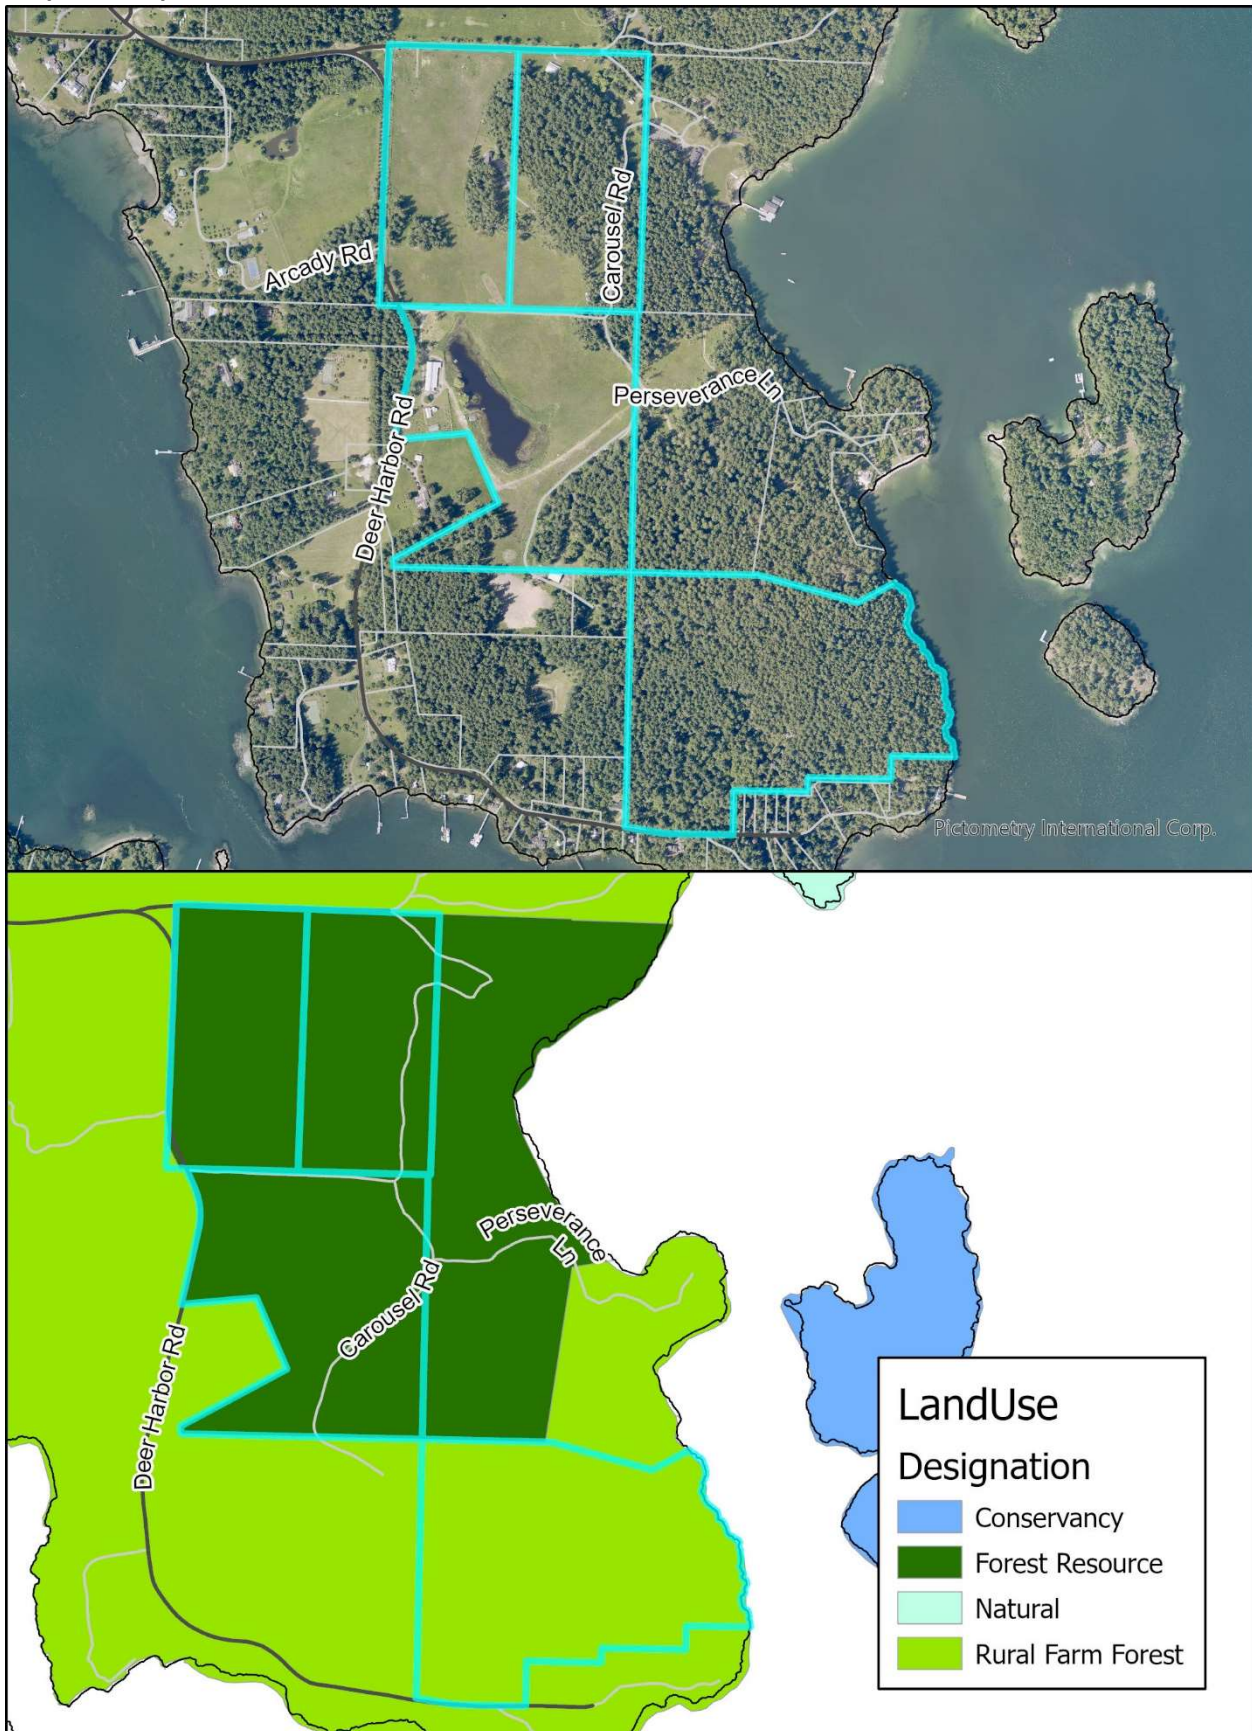 Carousel Rd
Arcady Rd
Perseverance Ln
Deer Harbor Rd
Pictometry International Corp.
Perseverance
Ln
Carousel Rd
Deer Harbor Rd
LandUse
Designation
Conservancy
Forest Resource
Natural
Rural Farm Forest